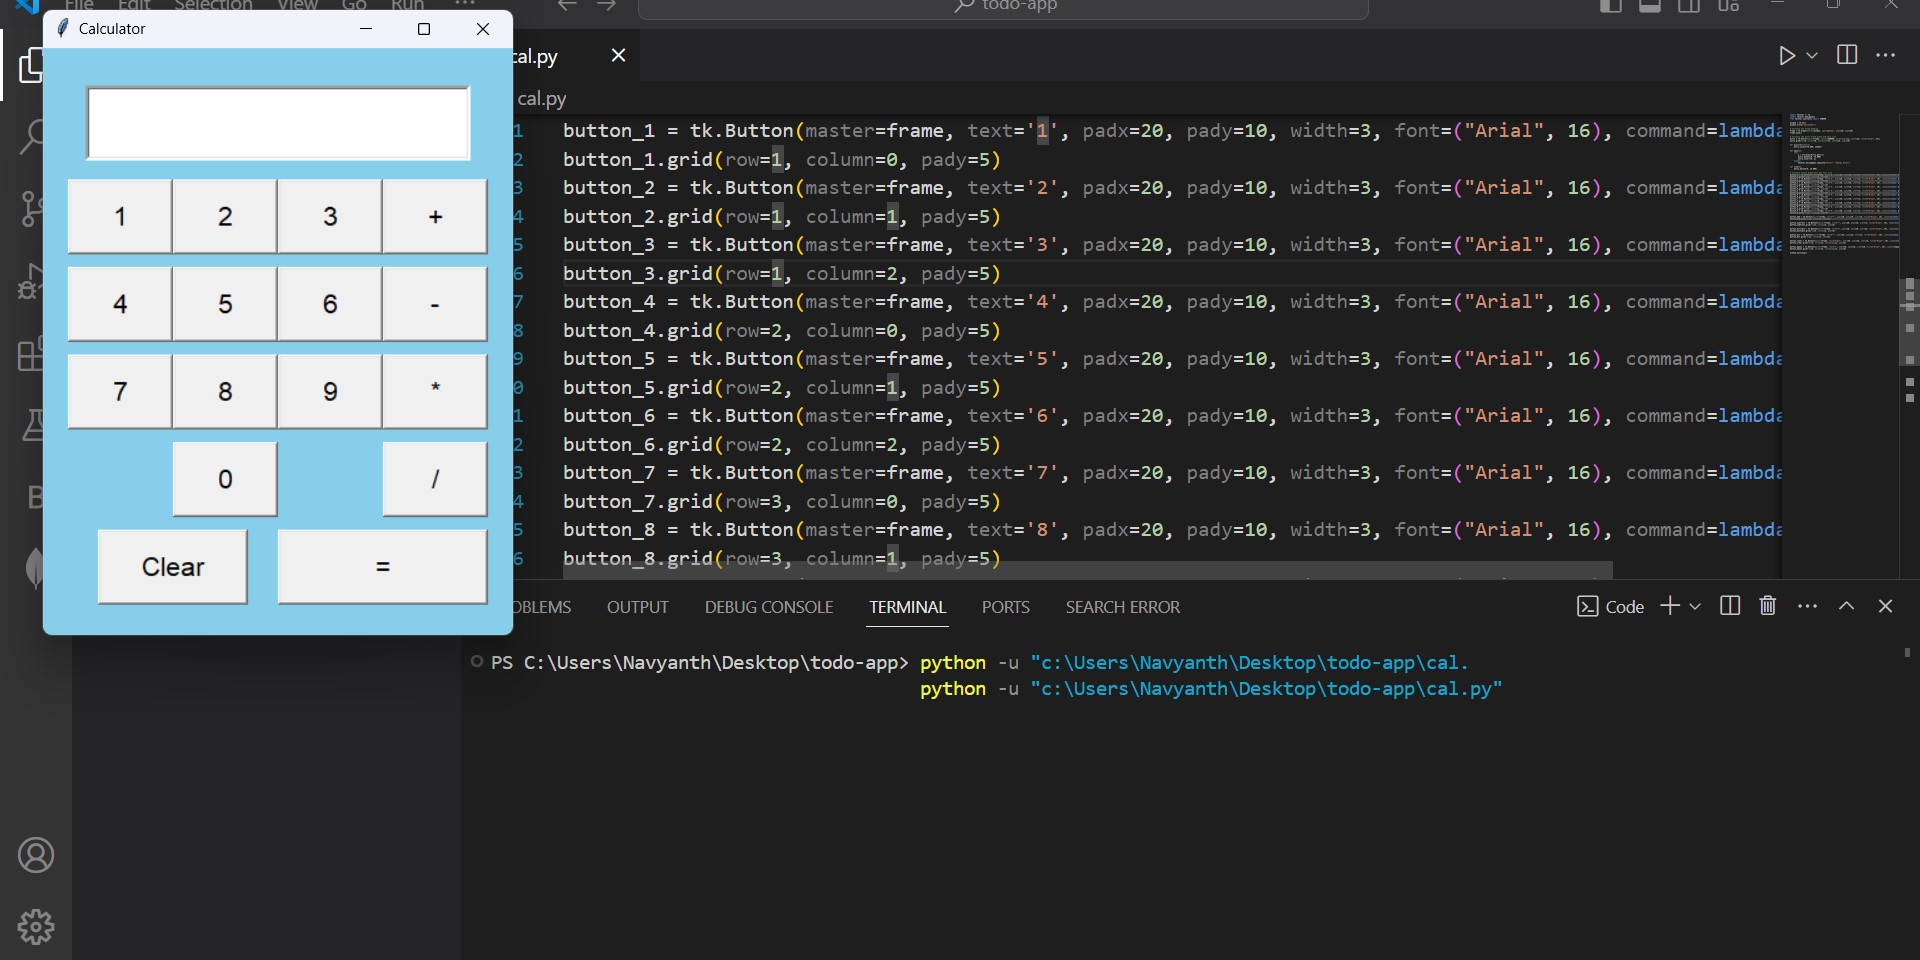 File Edit Selection View Go Run ...
todo-app
Calculator
cal.py
cal.py
1 2 3 +
4 5 6 -
7 8 9 *
0 /
Clear =
1 button_1 = tk.Button(master=frame, text='1', padx=20, pady=10, width=3, font=("Arial", 16), command=lambda
2 button_1.grid(row=1, column=0, pady=5)
3 button_2 = tk.Button(master=frame, text='2', padx=20, pady=10, width=3, font=("Arial", 16), command=lambda
4 button_2.grid(row=1, column=1, pady=5)
5 button_3 = tk.Button(master=frame, text='3', padx=20, pady=10, width=3, font=("Arial", 16), command=lambda
6 button_3.grid(row=1, column=2, pady=5)
7 button_4 = tk.Button(master=frame, text='4', padx=20, pady=10, width=3, font=("Arial", 16), command=lambda
8 button_4.grid(row=2, column=0, pady=5)
9 button_5 = tk.Button(master=frame, text='5', padx=20, pady=10, width=3, font=("Arial", 16), command=lambda
0 button_5.grid(row=2, column=1, pady=5)
1 button_6 = tk.Button(master=frame, text='6', padx=20, pady=10, width=3, font=("Arial", 16), command=lambda
2 button_6.grid(row=2, column=2, pady=5)
3 button_7 = tk.Button(master=frame, text='7', padx=20, pady=10, width=3, font=("Arial", 16), command=lambda
4 button_7.grid(row=3, column=0, pady=5)
5 button_8 = tk.Button(master=frame, text='8', padx=20, pady=10, width=3, font=("Arial", 16), command=lambda
6 button_8.grid(row=3, column=1, pady=5)
OBLEMS OUTPUT DEBUG CONSOLE TERMINAL PORTS SEARCH ERROR Code
PS C:\Users\Navyanth\Desktop\todo-app> python -u "c:\Users\Navyanth\Desktop\todo-app\cal.
python -u "c:\Users\Navyanth\Desktop\todo-app\cal.py"